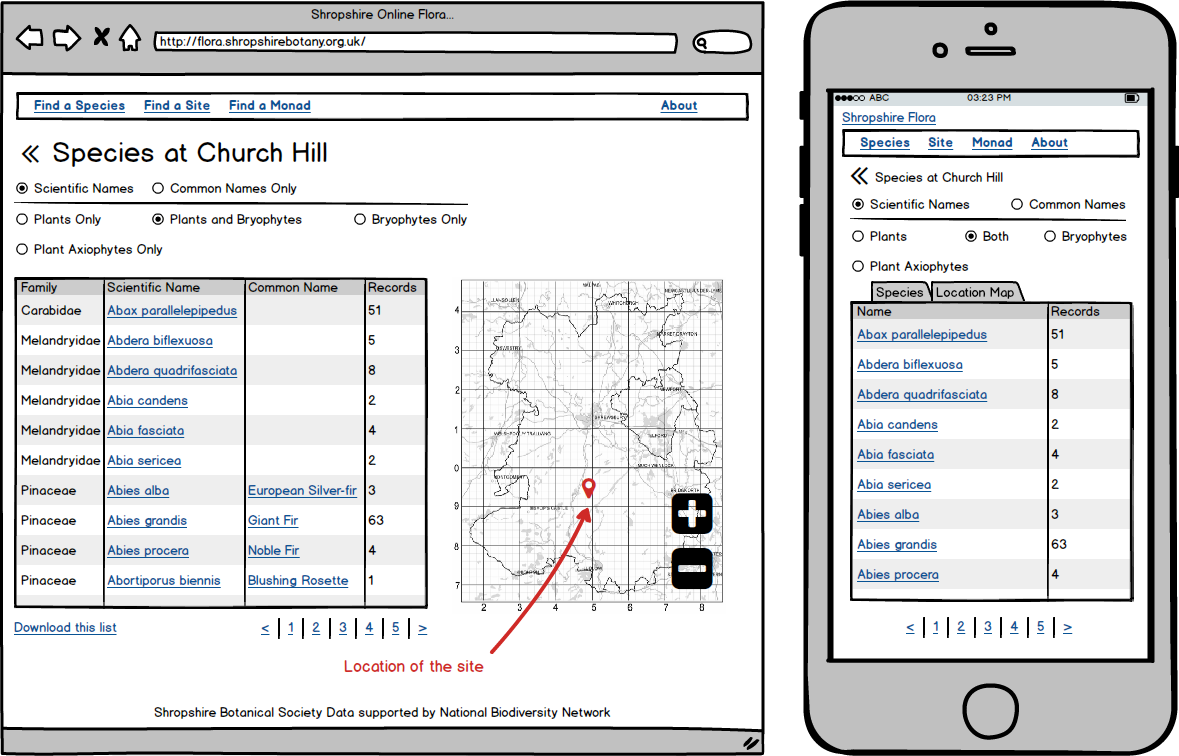 Shropshire Online Flora...
http://flora.shropshirebotany.org.uk/
Find a Species Find a Site Find a Monad About
Species at Church Hill
Scientific Names Common Names Only
Plants Only Plants and Bryophytes Bryophytes Only
Plant Axiophytes Only
Family Scientific Name Common Name Records
Carabidae Abax parallelepipedus 51
Melandryidae Abdera biflexuosa 5
Melandryidae Abdera quadrifasciata 8
Melandryidae Abia candens 2
Melandryidae Abia fasciata 4
Melandryidae Abia sericea 2
Pinaceae Abies alba European Silver-fir 3
Pinaceae Abies grandis Giant Fir 63
Pinaceae Abies procera Noble Fir 4
Pinaceae Abortiporus biennis Blushing Rosette 1
WHITCHURCH
MARKET DRAYTON
OSWESTRY
SHREWSBURY
TELFORD
MUCH WENLOCK
BRIDGNORTH
4
3
2
1
0
9
8
7
2 3 4 5 6 7 8
Download this list
< 1 2 3 4 5 >
Location of the site
Shropshire Botanical Society Data supported by National Biodiversity Network
ABC 03:23 PM
Shropshire Flora
Species Site Monad About
Species at Church Hill
Scientific Names Common Names
Plants Both Bryophytes
Plant Axiophytes
Species Location Map
Name Records
Abax parallelepipedus 51
Abdera biflexuosa 5
Abdera quadrifasciata 8
Abia candens 2
Abia fasciata 4
Abia sericea 2
Abies alba 3
Abies grandis 63
Abies procera 4
< 1 2 3 4 5 >